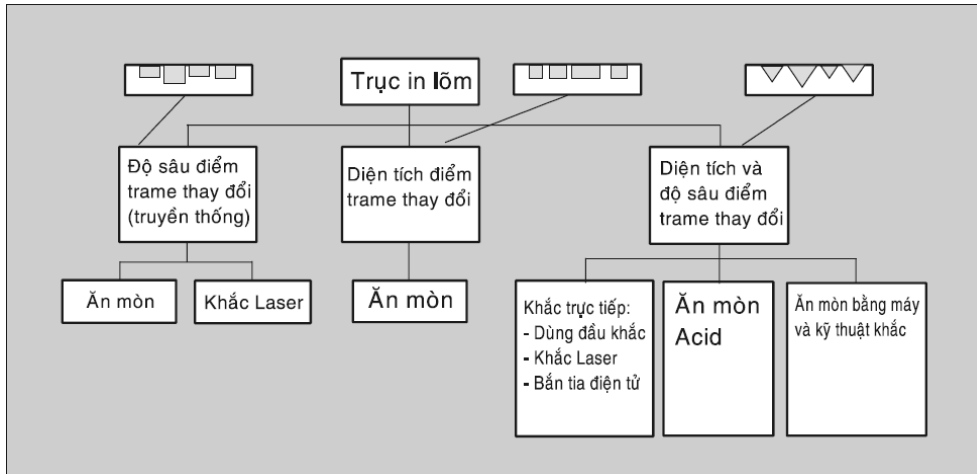 Trục in lõm
Độ sâu điểm
trame thay đổi
(truyền thống)
Diện tích điểm
trame thay đổi
Diện tích và
độ sâu điểm
trame thay đổi
Ăn mòn
Khắc Laser
Ăn mòn
Khắc trực tiếp:
- Dùng đầu khắc
- Khắc Laser
- Bắn tia điện tử
Ăn mòn
Acid
Ăn mòn bằng máy
và kỹ thuật khắc